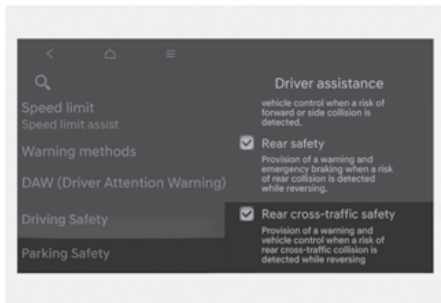 Driver assistance
Speed limit
Speed limit assist
Warning methods
DAW (Driver Attention Warning)
Driving Safety
Parking Safety
vehicle control when a risk of
forward or side collision is
detected.
Rear safety
Provision of a warning and
emergency braking when a risk
of rear collision is detected
while reversing.
Rear cross-traffic safety
Provision of a warning and
vehicle control when a risk of
rear cross-traffic collision is
detected while reversing